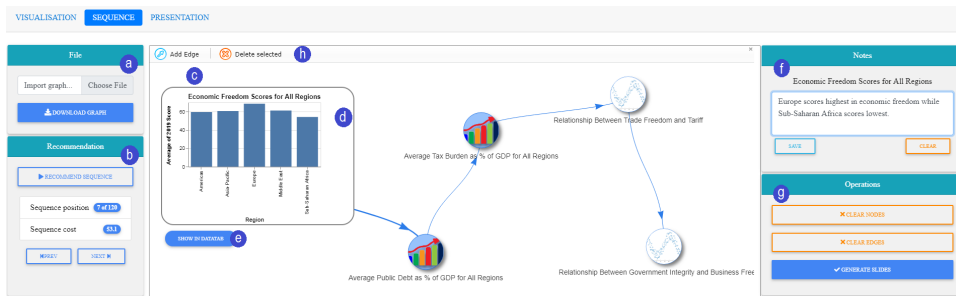 VISUALISATION SEQUENCE PRESENTATION
File
a
Import graph... Choose File
DOWNLOAD GRAPH
Recommendation
b
RECOMMEND SEQUENCE
Sequence position 7 of 120
Sequence cost 53.1
PREV NEXT
Add Edge Delete selected h
×
c
Economic Freedom Scores for All Regions
d
Average of 2019 Score
60
40
20
0
Americas
Asia Pacific
Europe
Middle East
Sub-Saharan Africa
Region
SHOW IN DATATAB e
Relationship Between Trade Freedom and Tariff
Average Tax Burden as % of GDP for All Regions
Average Public Debt as % of GDP for All Regions
Relationship Between Government Integrity and Business Free
Notes
f
Economic Freedom Scores for All Regions
Europe scores highest in economic freedom while
Sub-Saharan Africa scores lowest.
SAVE CLEAR
Operations
g
CLEAR NODES
CLEAR EDGES
GENERATE SLIDES